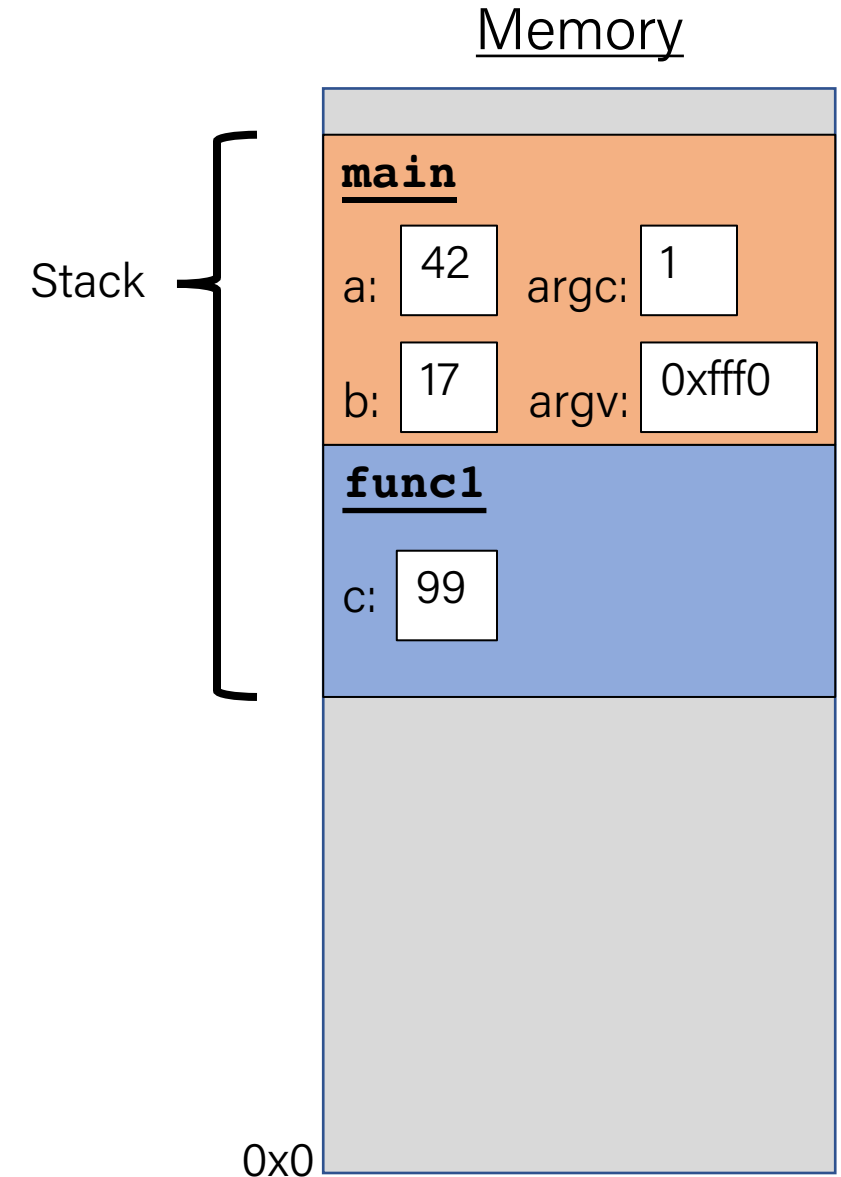 Memory
main
Stack
a: 42 argc: 1
b: 17 argv: 0xfff0
func1
c: 99
0x0